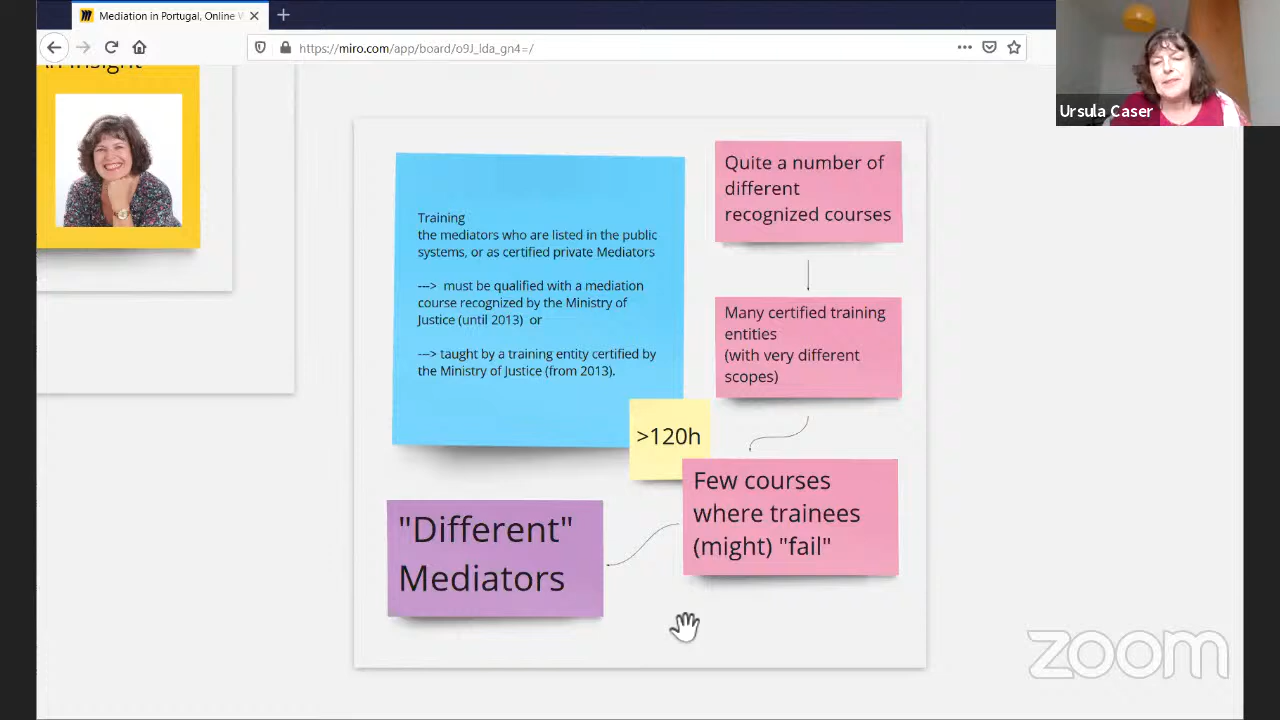 Mediation in Portugal, Online
https://miro.com/app/board/o9J_lda_gn4=/
Ursula Caser
Training
the mediators who are listed in the public
systems, or as certified private Mediators
---> must be qualified with a mediation
course recognized by the Ministry of
Justice (until 2013) or
---> taught by a training entity certified by
the Ministry of Justice (from 2013).
>120h
Quite a number of
different
recognized courses
Many certified training
entities
(with very different
scopes)
Few courses
where trainees
(might) "fail"
"Different"
Mediators
zoom